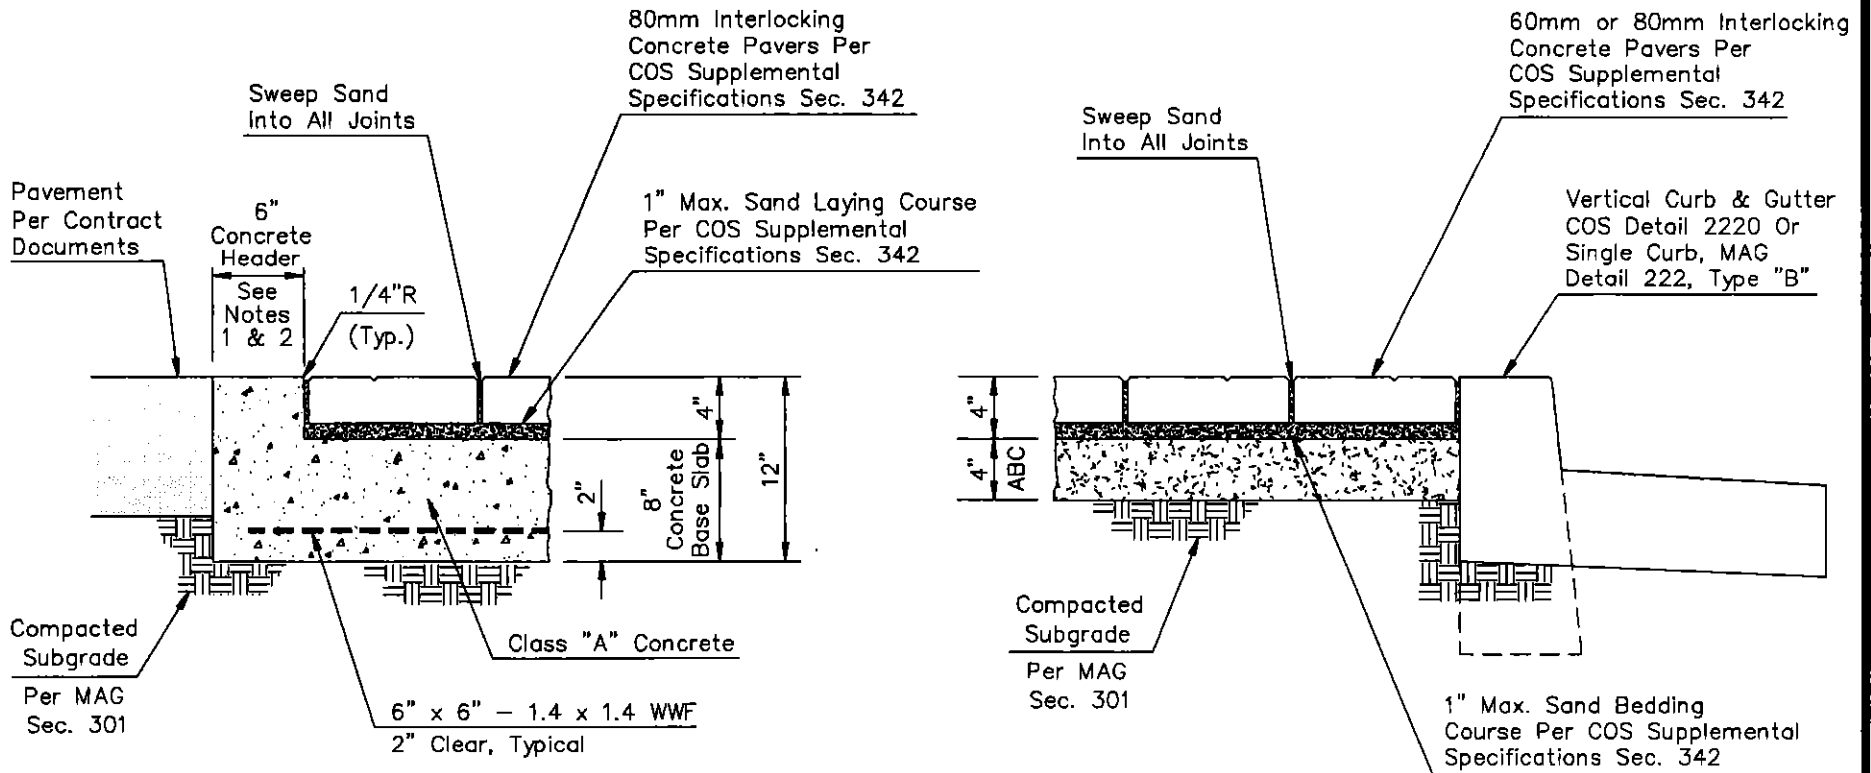 80mm Interlocking
Concrete Pavers Per
COS Supplemental
Specifications Sec. 342
Sweep Sand
Into All Joints
Pavement
Per Contract
Documents
6"
Concrete
Header
See
Notes
1 & 2
1/4"R
(Typ.)
1" Max. Sand Laying Course
Per COS Supplemental
Specifications Sec. 342
4"
8"
Concrete
Base Slab
12"
2"
Compacted
Subgrade
Per MAG
Sec. 301
Class "A" Concrete
6" x 6" – 1.4 x 1.4 WWF
2" Clear, Typical
60mm or 80mm Interlocking
Concrete Pavers Per
COS Supplemental
Specifications Sec. 342
Sweep Sand
Into All Joints
Vertical Curb & Gutter
COS Detail 2220 Or
Single Curb, MAG
Detail 222, Type "B"
4"
4"
ABC
Compacted
Subgrade
Per MAG
Sec. 301
1" Max. Sand Bedding
Course Per COS Supplemental
Specifications Sec. 342